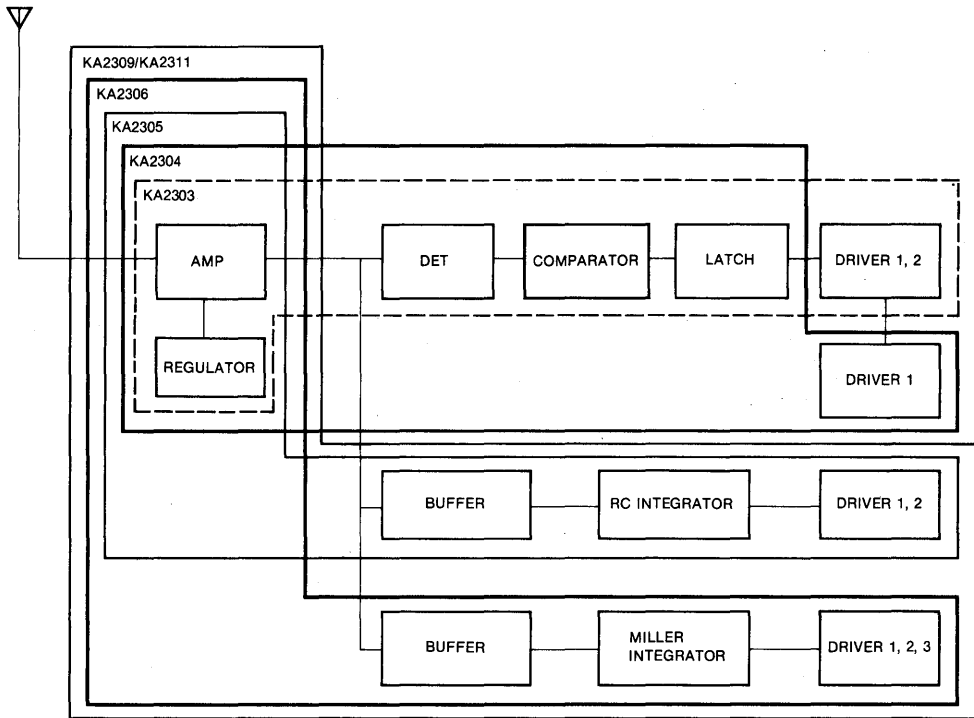 KA2309/KA2311
KA2306
KA2305
KA2304
KA2303
AMP
DET
COMPARATOR
LATCH
DRIVER 1, 2
REGULATOR
DRIVER 1
BUFFER
RC INTEGRATOR
DRIVER 1, 2
BUFFER
MILLER
INTEGRATOR
DRIVER 1, 2, 3